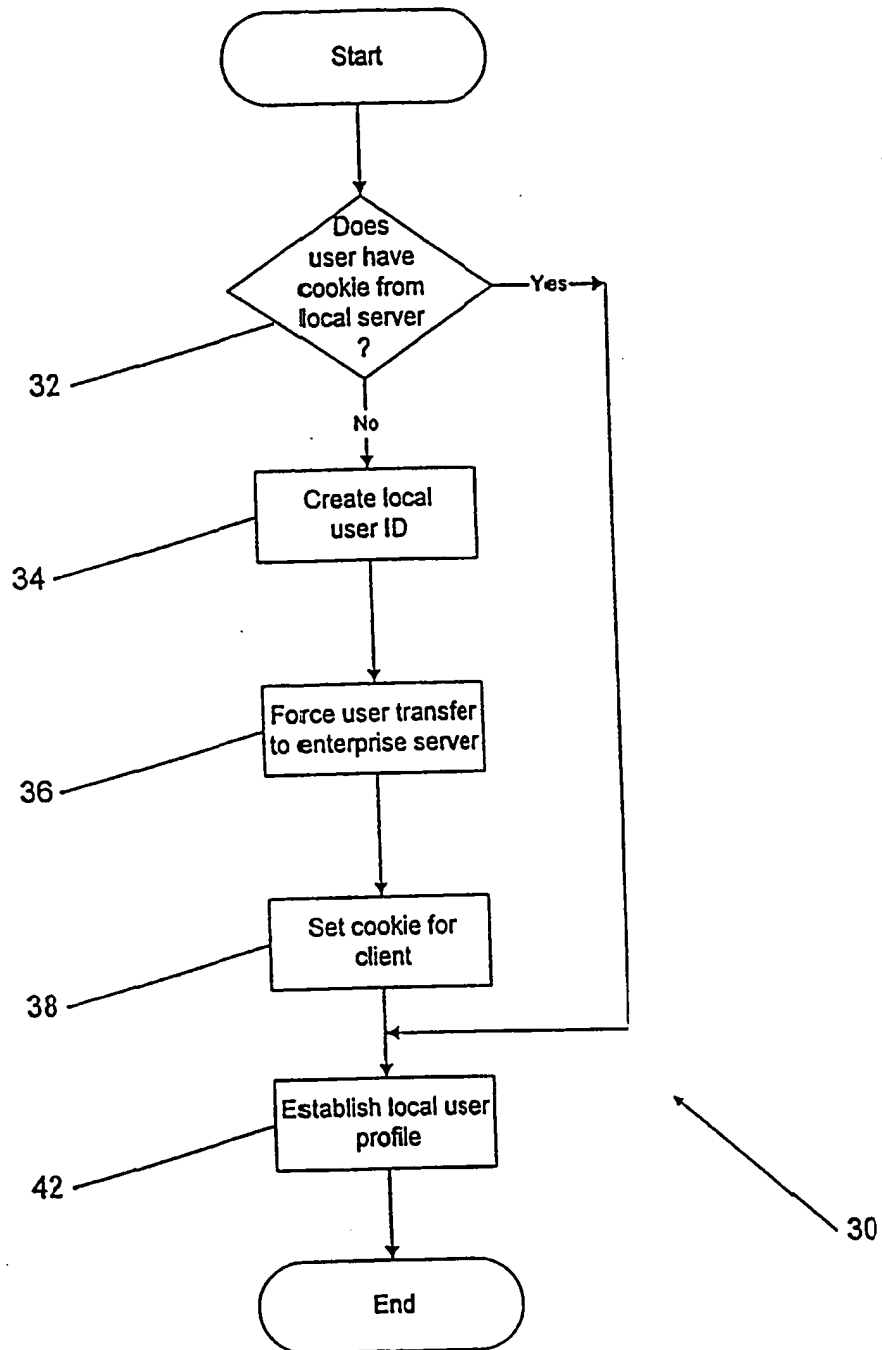 Start
Does
user have
cookie from
local server
?
Yes
32
No
Create local
user ID
34
Force user transfer
to enterprise server
36
Set cookie for
client
38
Establish local user
profile
42
30
End